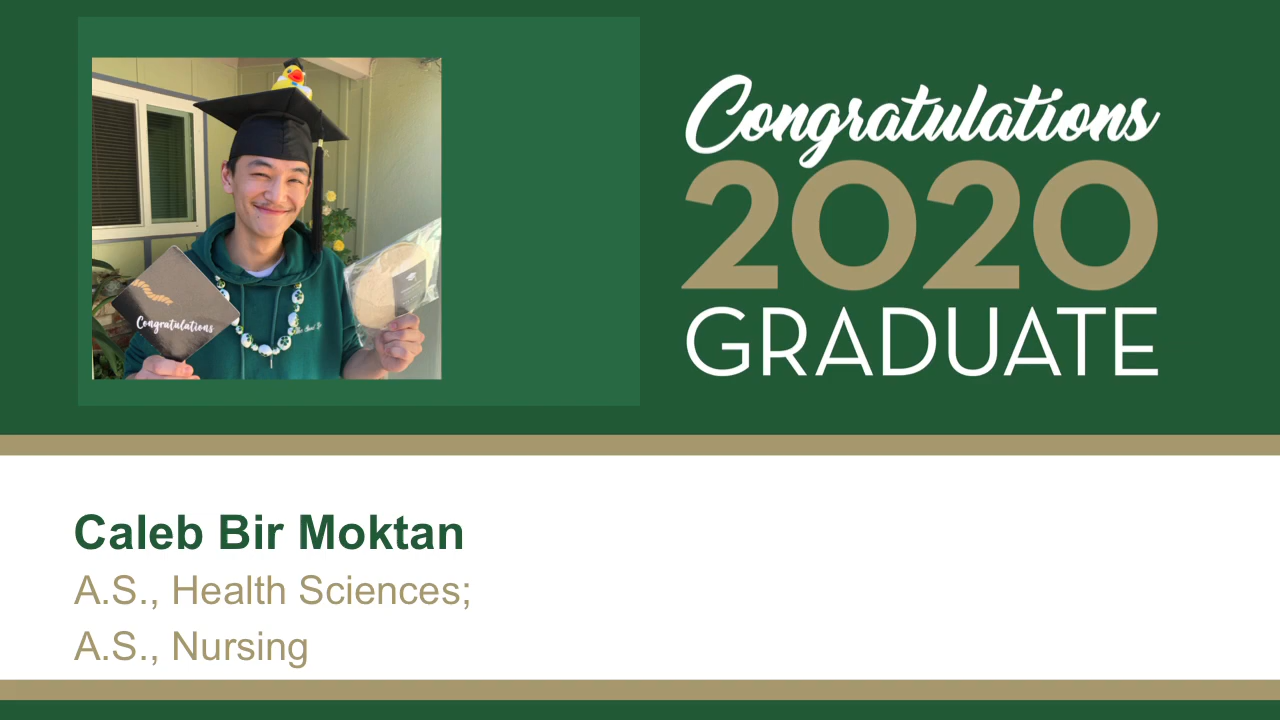 Congratulations
2020
GRADUATE
Congratulations
Caleb Bir Moktan
A.S., Health Sciences;
A.S., Nursing